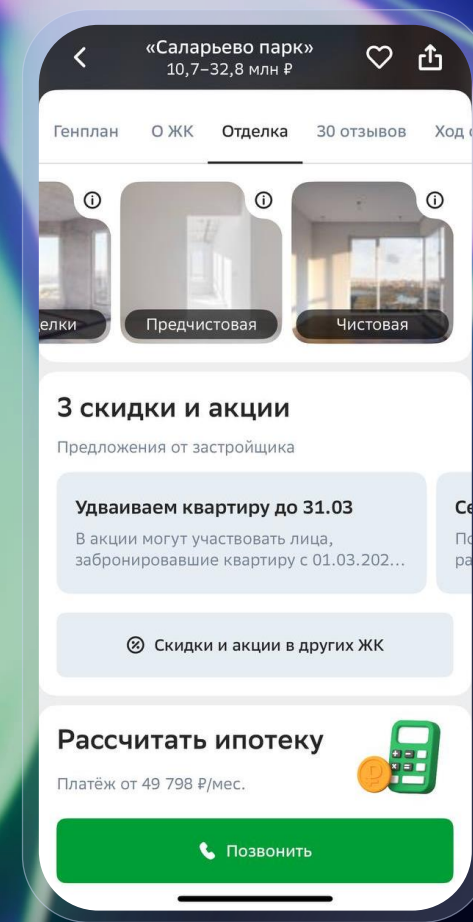 «Саларьево парк»
10,7–32,8 млн ₽
Генплан О ЖК Отделка 30 отзывов Ход
елки Предчистовая Чистовая
3 скидки и акции
Предложения от застройщика
Удваиваем квартиру до 31.03
В акции могут участвовать лица,
забронировавшие квартиру с 01.03.202...
Скидки и акции в других ЖК
Рассчитать ипотеку
Платёж от 49 798 ₽/мес.
Позвонить